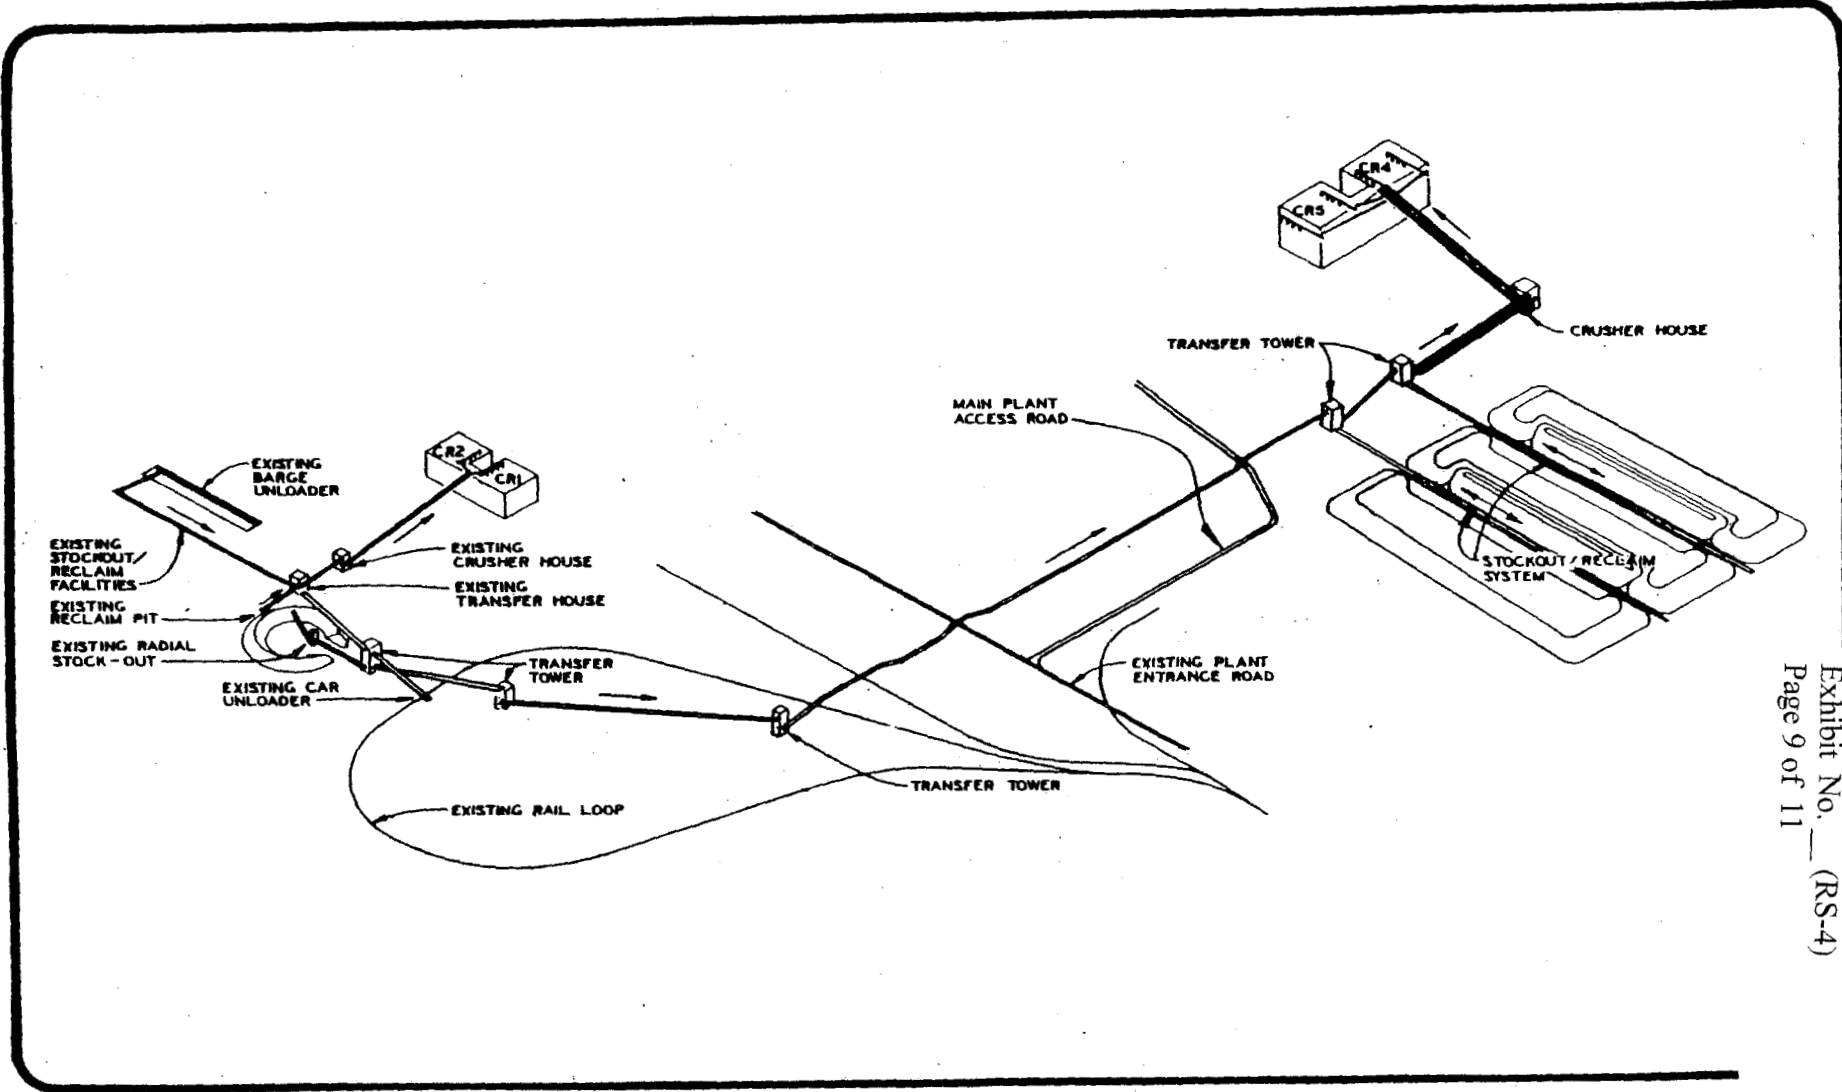 CR4
CR5
CRUSHER HOUSE
TRANSFER TOWER
MAIN PLANT
ACCESS ROAD
CR2
CR1
EXISTING
BARGE
UNLOADER
EXISTING
STOCKOUT/
RECLAIM
FACILITIES
EXISTING
CRUSHER HOUSE
EXISTING
TRANSFER HOUSE
EXISTING
RECLAIM PIT
EXISTING RADIAL
STOCK-OUT
STOCKOUT/RECLAIM
SYSTEM
EXISTING CAR
UNLOADER
TRANSFER
TOWER
EXISTING PLANT
ENTRANCE ROAD
TRANSFER TOWER
EXISTING RAIL LOOP
Exhibit No.__ (RS-4)
Page 9 of 11